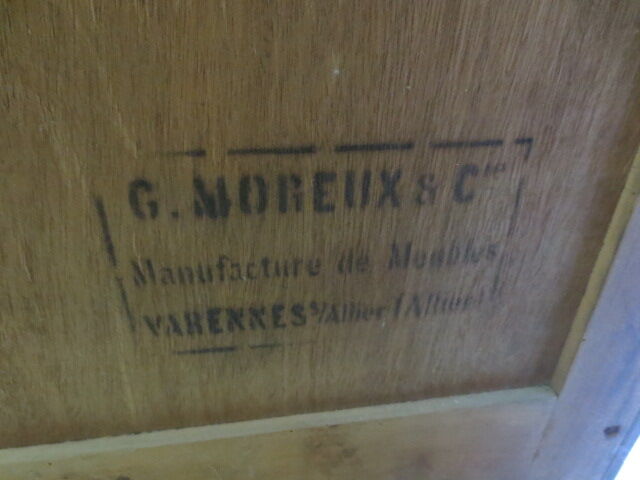 G. MOREUX & Cie
Manufacture de Meubles
VARENNES s/Allier (Allier)